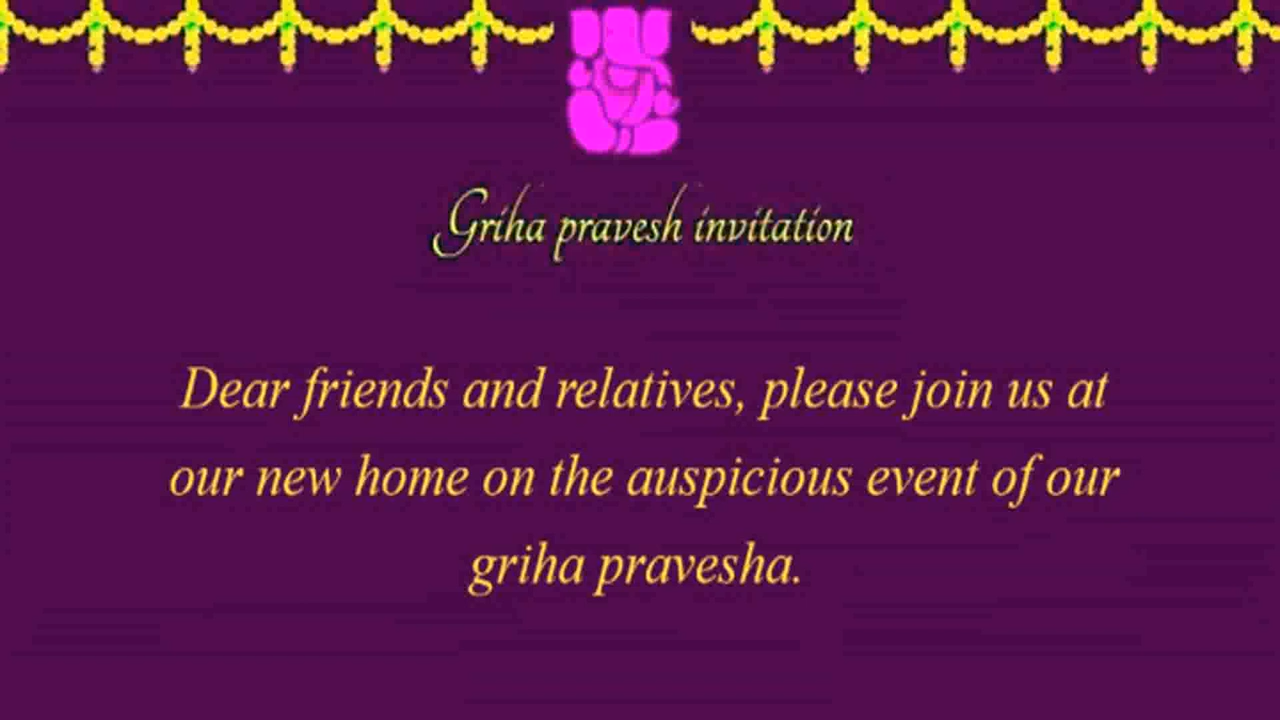 Griha pravesh invitation
Dear friends and relatives, please join us at
our new home on the auspicious event of our
griha pravesha.